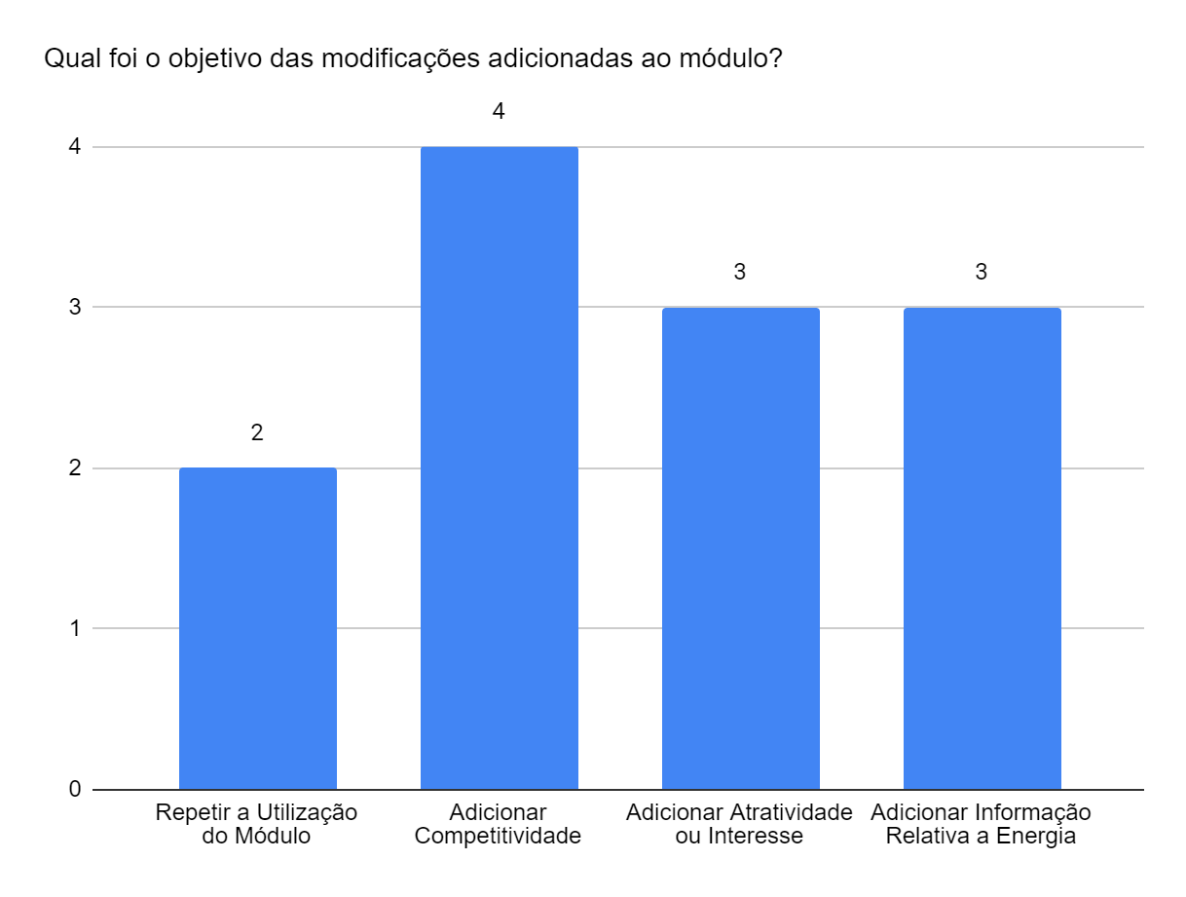 Qual foi o objetivo das modificações adicionadas ao módulo?
4
4
3
3
3
2
2
1
0
Repetir a Utilização
do Módulo
Adicionar
Competitividade
Adicionar Atratividade
ou Interesse
Adicionar Informação
Relativa a Energia